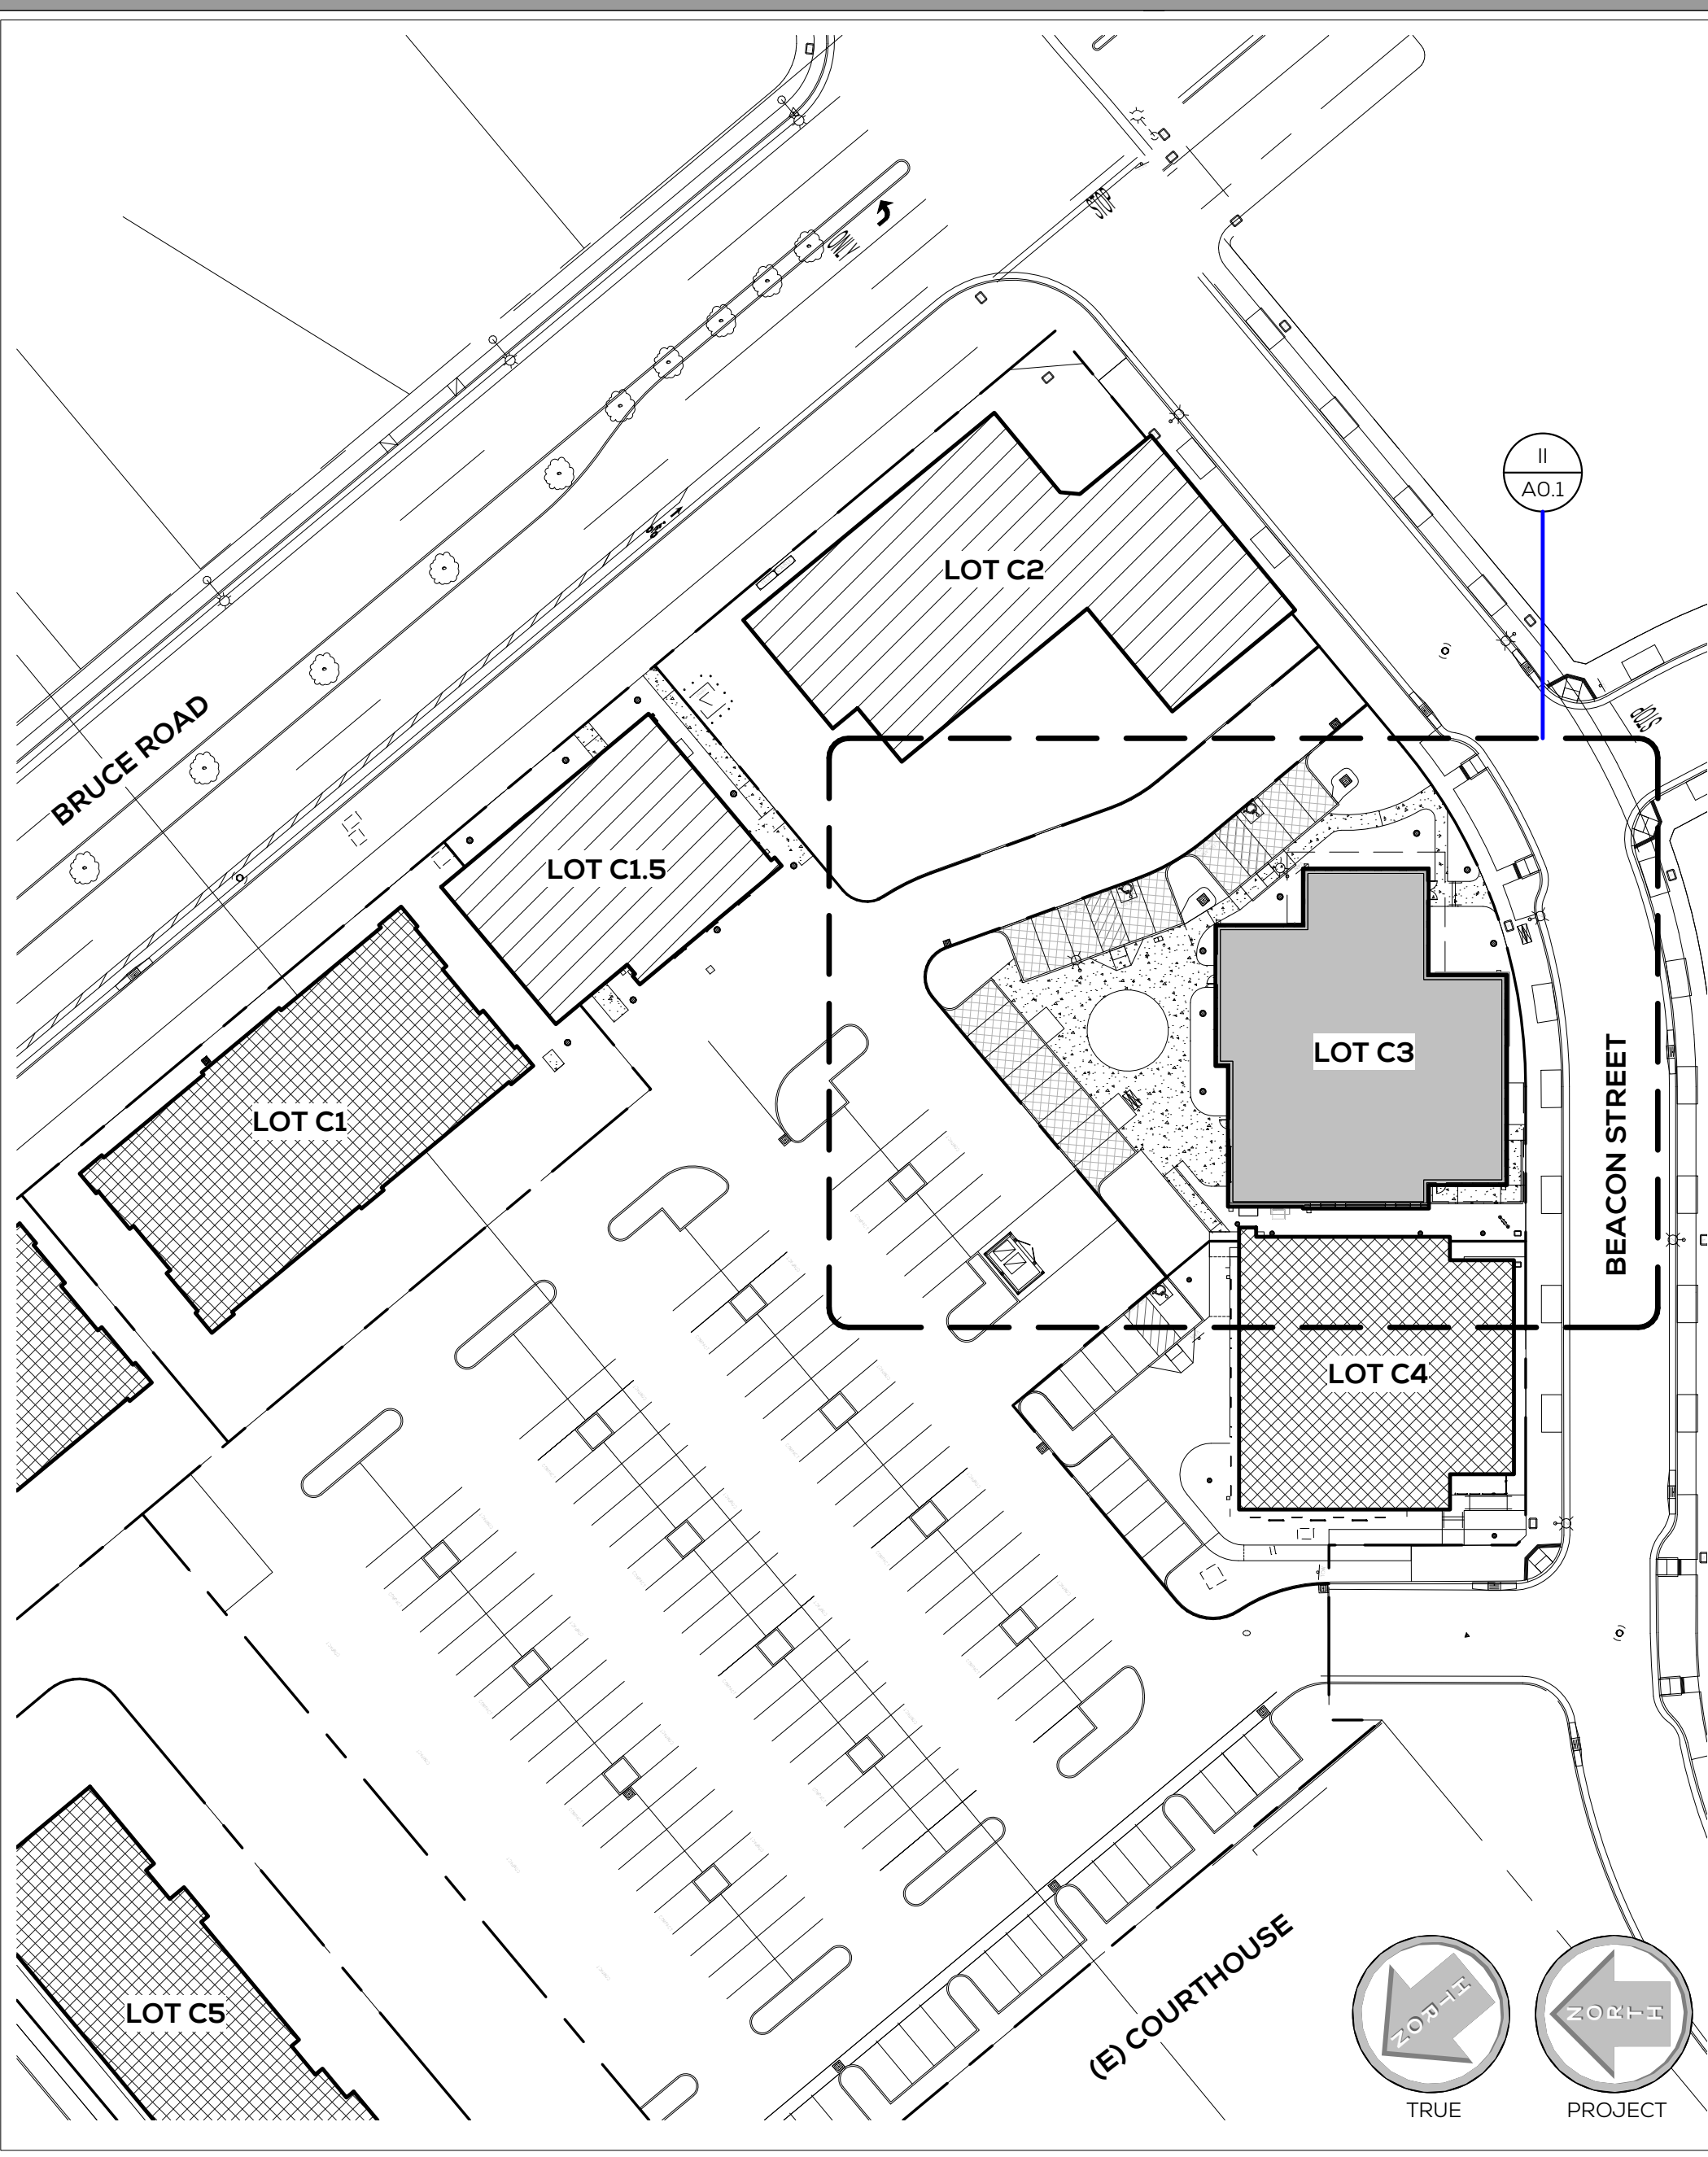 STOP
ONLY
II
A0.1
LOT C2
STOP
BRUCE ROAD
LOT C1.5
LOT C3
LOT C1
BEACON STREET
LOT C4
(E) COURTHOUSE
LOT C5
NORTH
NORTH
TRUE
PROJECT